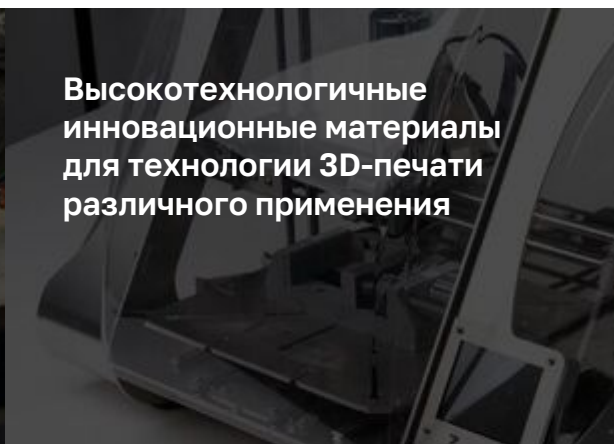 Высокотехнологичные
инновационные материалы
для технологии 3D-печати
различного применения